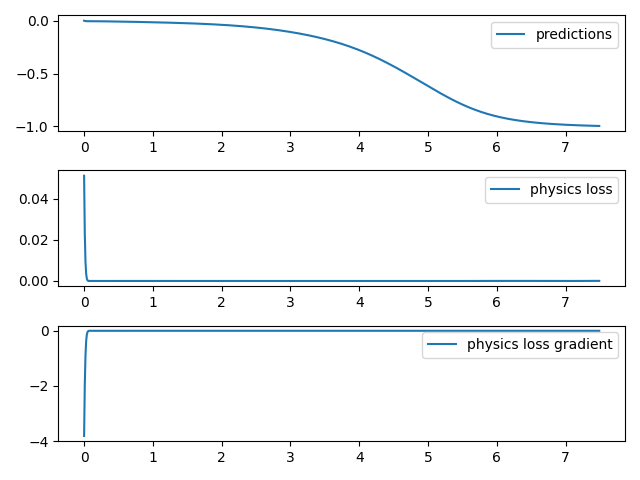 0.0
−0.5
−1.0
predictions
0 1 2 3 4 5 6 7
0.04
0.02
0.00
physics loss
0 1 2 3 4 5 6 7
0
−2
−4
physics loss gradient
0 1 2 3 4 5 6 7